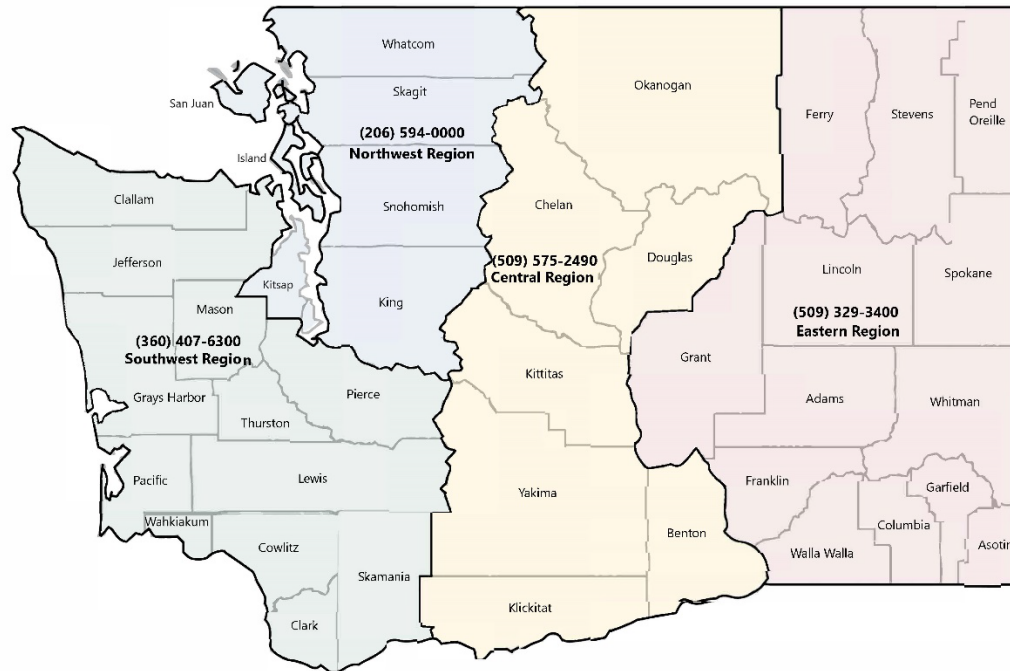 Whatcom
Skagit
San Juan
(206) 594-0000
Northwest Region
Island
Snohomish
King
Kitsap
Clallam
Jefferson
Mason
(360) 407-6300
Southwest Region
Grays Harbor
Thurston
Pierce
Pacific
Lewis
Wahkiakum
Cowlitz
Skamania
Clark
Okanogan
Chelan
Douglas
(509) 575-2490
Central Region
Kittitas
Yakima
Benton
Klickitat
Ferry
Stevens
Pend
Oreille
Lincoln
Spokane
(509) 329-3400
Eastern Region
Grant
Adams
Whitman
Franklin
Garfield
Columbia
Walla Walla
Asotin